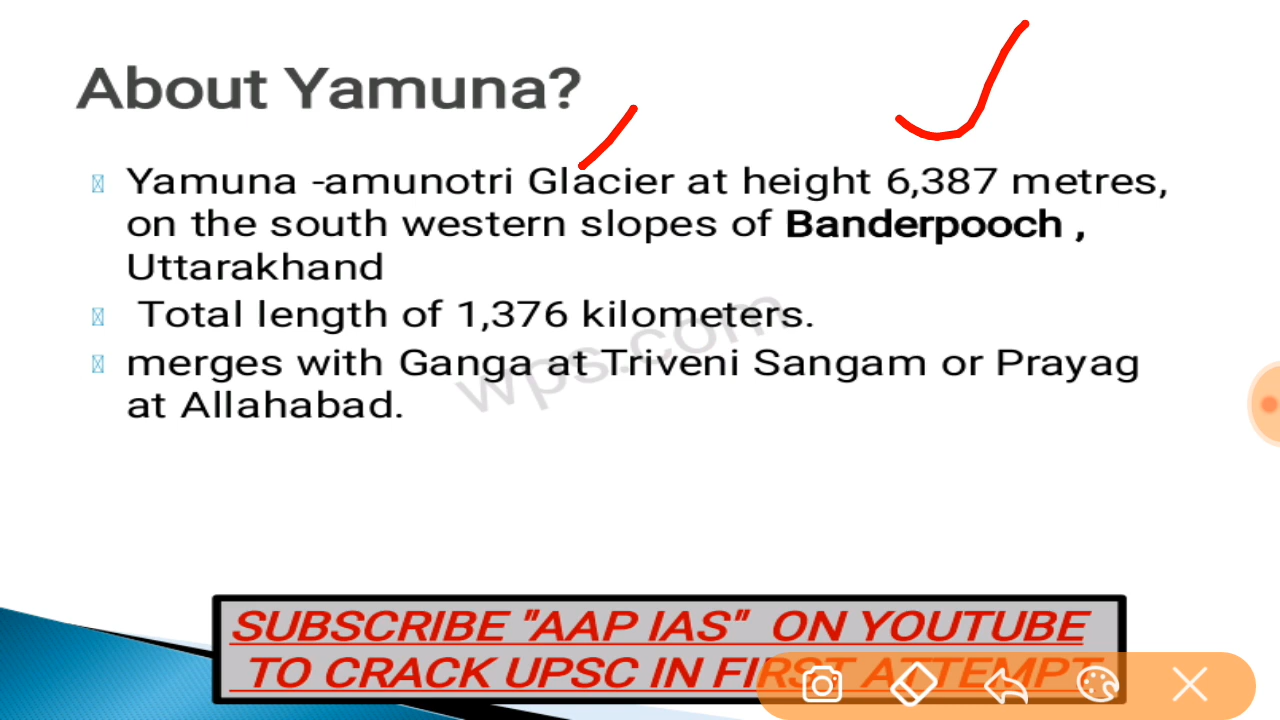 About Yamuna?
Yamuna -amunotri Glacier at height 6,387 metres,
on the south western slopes of Banderpooch ,
Uttarakhand
Total length of 1,376 kilometers.
merges with Ganga at Triveni Sangam or Prayag
at Allahabad.
wps.com
SUBSCRIBE "AAP IAS" ON YOUTUBE
TO CRACK UPSC IN FIRST ATTEMPT